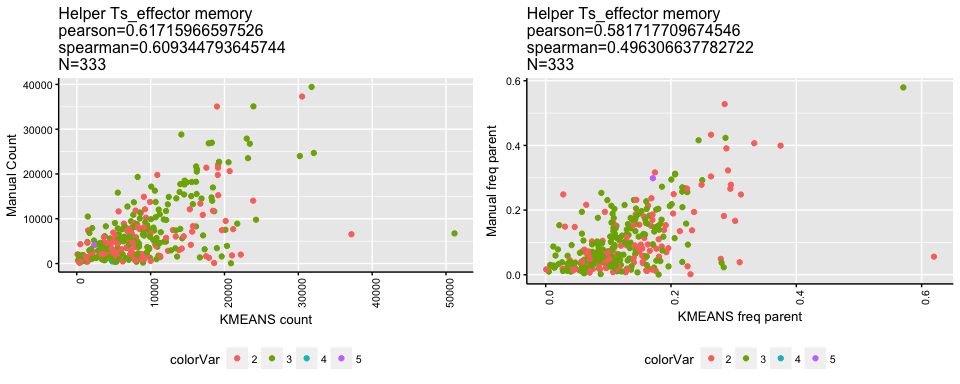 Helper Ts_effector memory
pearson=0.61715966597526
spearman=0.609344793645744
N=333
40000
30000
20000
10000
0
Manual Count
0
10000
20000
30000
40000
50000
KMEANS count
colorVar 2 3 4 5
Helper Ts_effector memory
pearson=0.581717709674546
spearman=0.496306637782722
N=333
0.6
0.4
0.2
0.0
Manual freq parent
0.0
0.2
0.4
0.6
KMEANS freq parent
colorVar 2 3 4 5